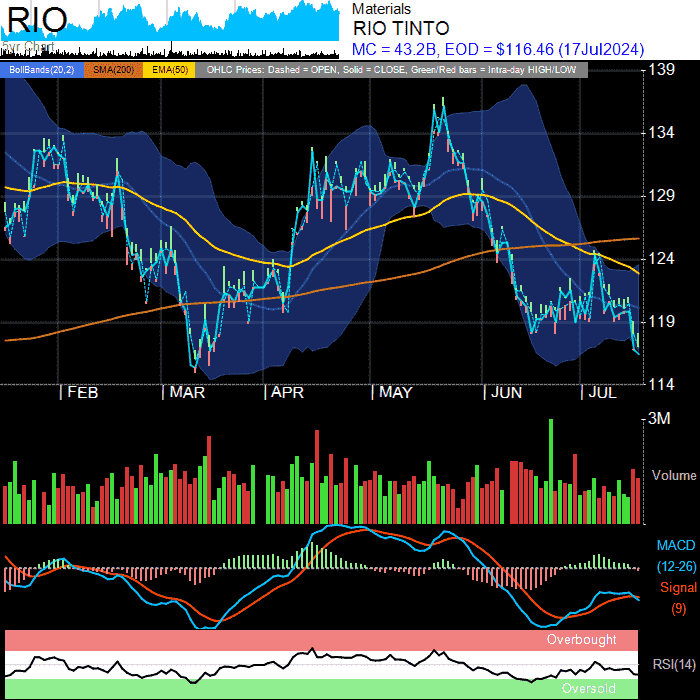 RIO
5yr Chart
Materials
RIO TINTO
MC = 43.2B, EOD = $116.46 (17Jul2024)
BollBands(20,2) SMA(200) EMA(50) OHLC Prices: Dashed = OPEN, Solid = CLOSE, Green/Red bars = Intra-day HIGH/LOW
139
134
129
124
119
114
FEB MAR APR MAY JUN JUL
3M
Volume
MACD
(12-26)
Signal
(9)
Overbought
RSI(14)
Oversold